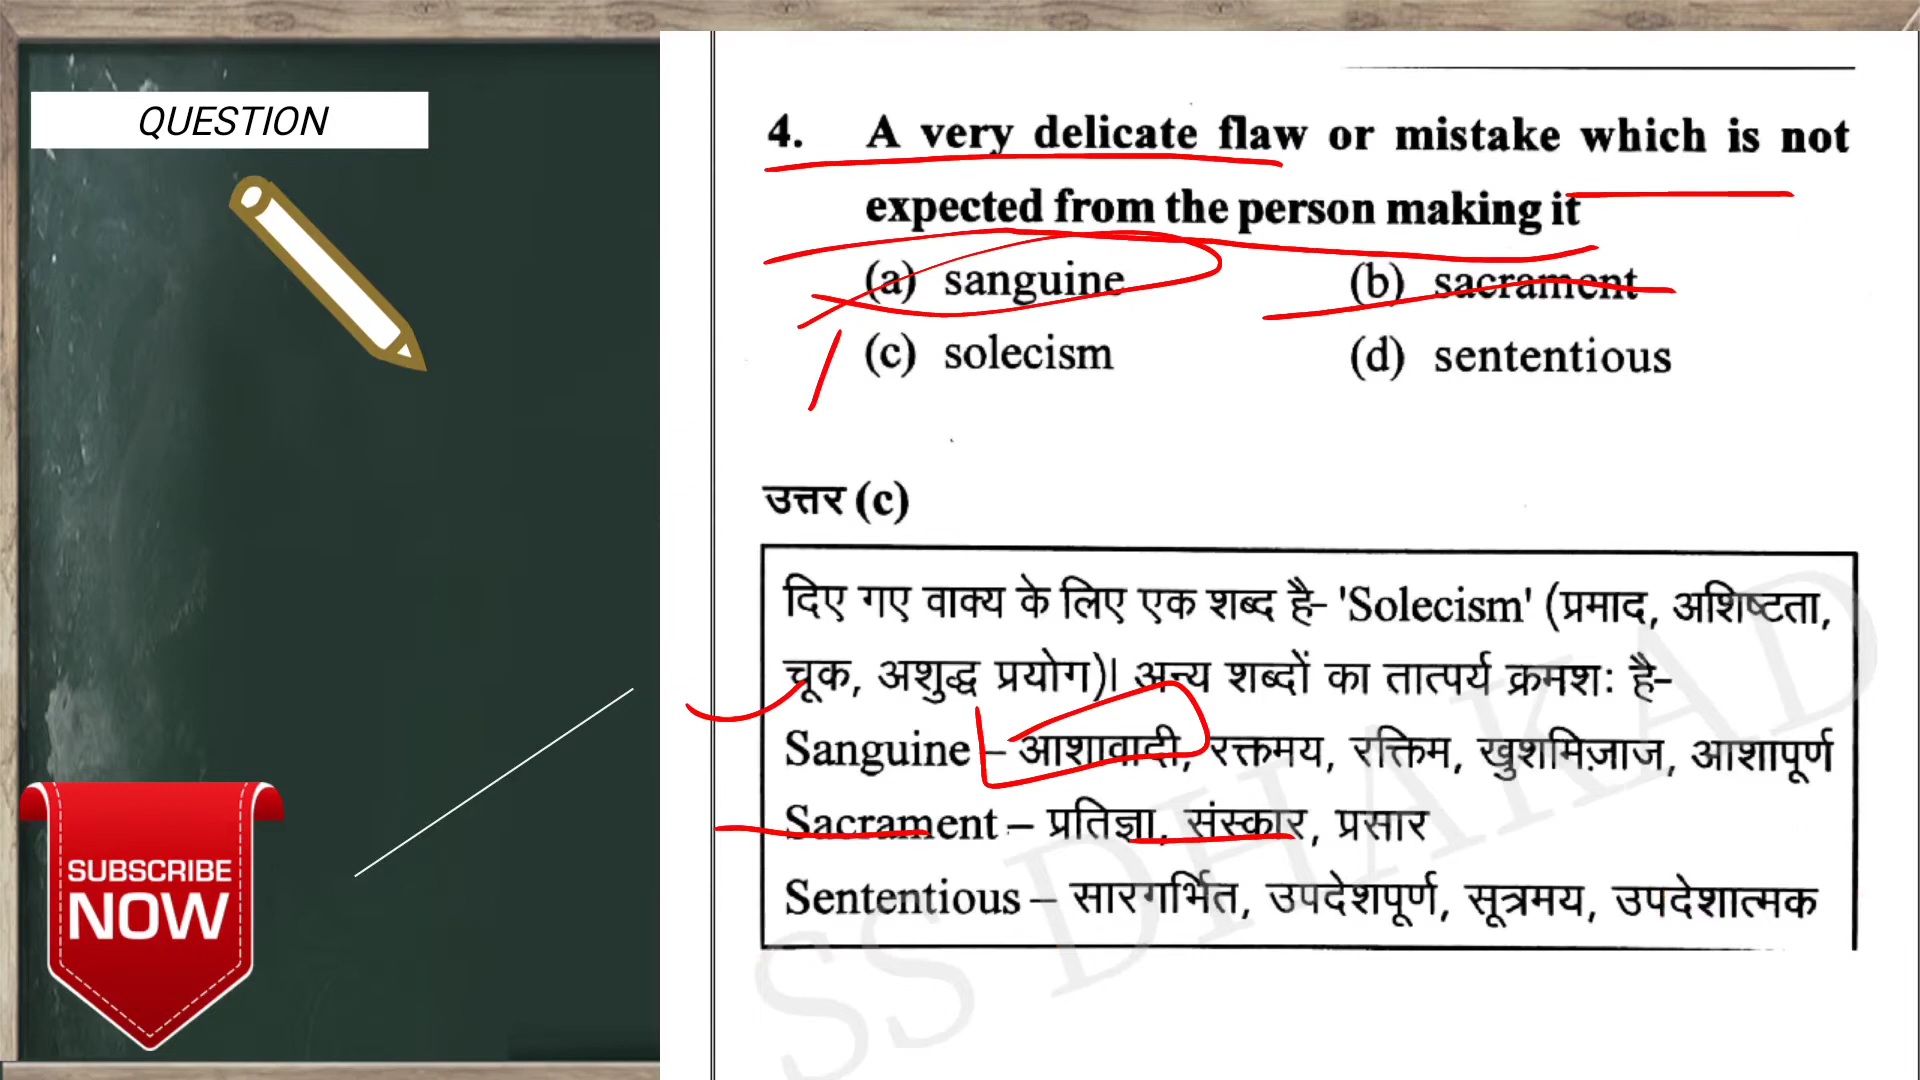 QUESTION
4. A very delicate flaw or mistake which is not
expected from the person making it
(a) sanguine (b) sacrament
(c) solecism (d) sententious
उत्तर (c)
दिए गए वाक्य के लिए एक शब्द है- 'Solecism' (प्रमाद, अशिष्टता,
चूक, अशुद्ध प्रयोग)। अन्य शब्दों का तात्पर्य क्रमशः है-
Sanguine – आशावादी, रक्तमय, रक्तिम, खुशमिज़ाज, आशापूर्ण
Sacrament – प्रतिज्ञा, संस्कार, प्रसार
Sententious – सारगर्भित, उपदेशपूर्ण, सूत्रमय, उपदेशात्मक
SS DHAKAD
SUBSCRIBE
NOW